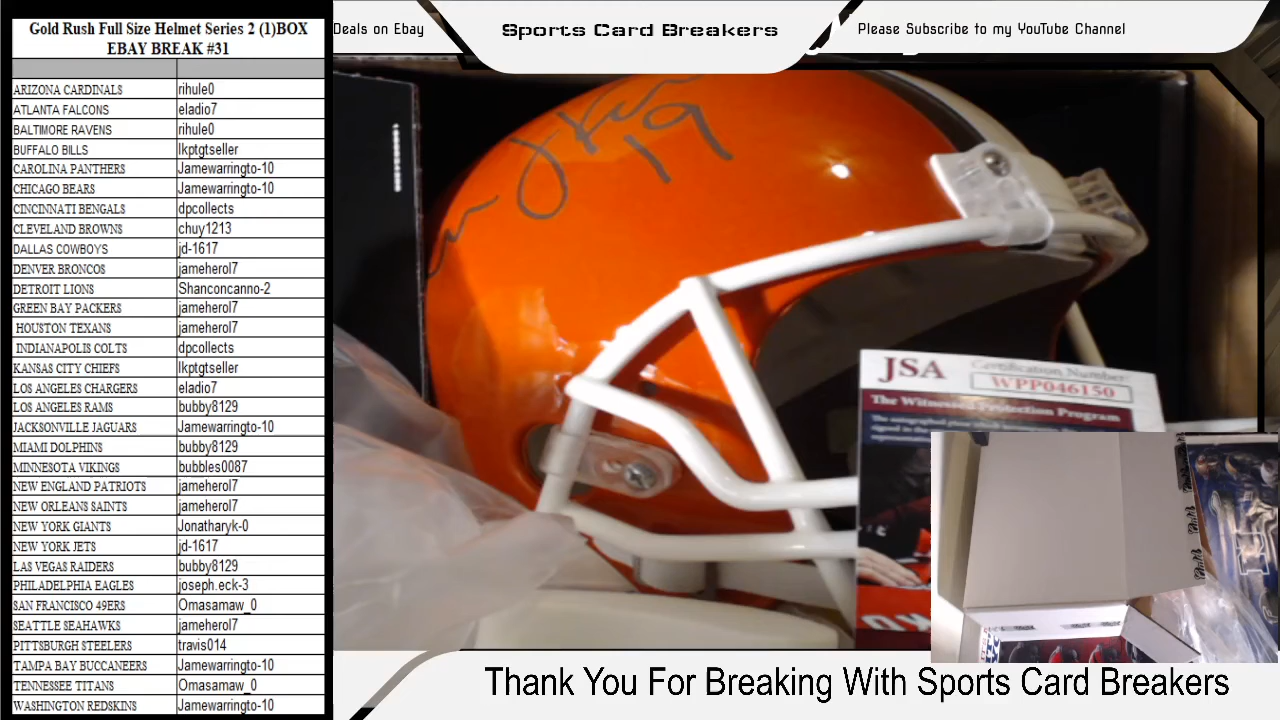 Gold Rush Full Size Helmet Series 2 (1)BOX
EBAY BREAK #31
ARIZONA CARDINALS rihule0
ATLANTA FALCONS eladio7
BALTIMORE RAVENS rihule0
BUFFALO BILLS lkptgtseller
CAROLINA PANTHERS Jamewarringto-10
CHICAGO BEARS Jamewarringto-10
CINCINNATI BENGALS dpcollects
CLEVELAND BROWNS chuy1213
DALLAS COWBOYS jd-1617
DENVER BRONCOS jameherol7
DETROIT LIONS Shanconcanno-2
GREEN BAY PACKERS jameherol7
HOUSTON TEXANS jameherol7
INDIANAPOLIS COLTS dpcollects
KANSAS CITY CHIEFS lkptgtseller
LOS ANGELES CHARGERS eladio7
LOS ANGELES RAMS bubby8129
JACKSONVILLE JAGUARS Jamewarringto-10
MIAMI DOLPHINS bubby8129
MINNESOTA VIKINGS bubbles0087
NEW ENGLAND PATRIOTS jameherol7
NEW ORLEANS SAINTS jameherol7
NEW YORK GIANTS Jonatharyk-0
NEW YORK JETS jd-1617
LAS VEGAS RAIDERS bubby8129
PHILADELPHIA EAGLES joseph.eck-3
SAN FRANCISCO 49ERS Omasamaw_0
SEATTLE SEAHAWKS jameherol7
PITTSBURGH STEELERS travis014
TAMPA BAY BUCCANEERS Jamewarringto-10
TENNESSEE TITANS Omasamaw_0
WASHINGTON REDSKINS Jamewarringto-10
Deals on Ebay
Sports Card Breakers
Please Subscribe to my YouTube Channel
19
JSA
Certification Number
WPP046150
The Witnessed Protection Program
Thank You For Breaking With Sports Card Breakers